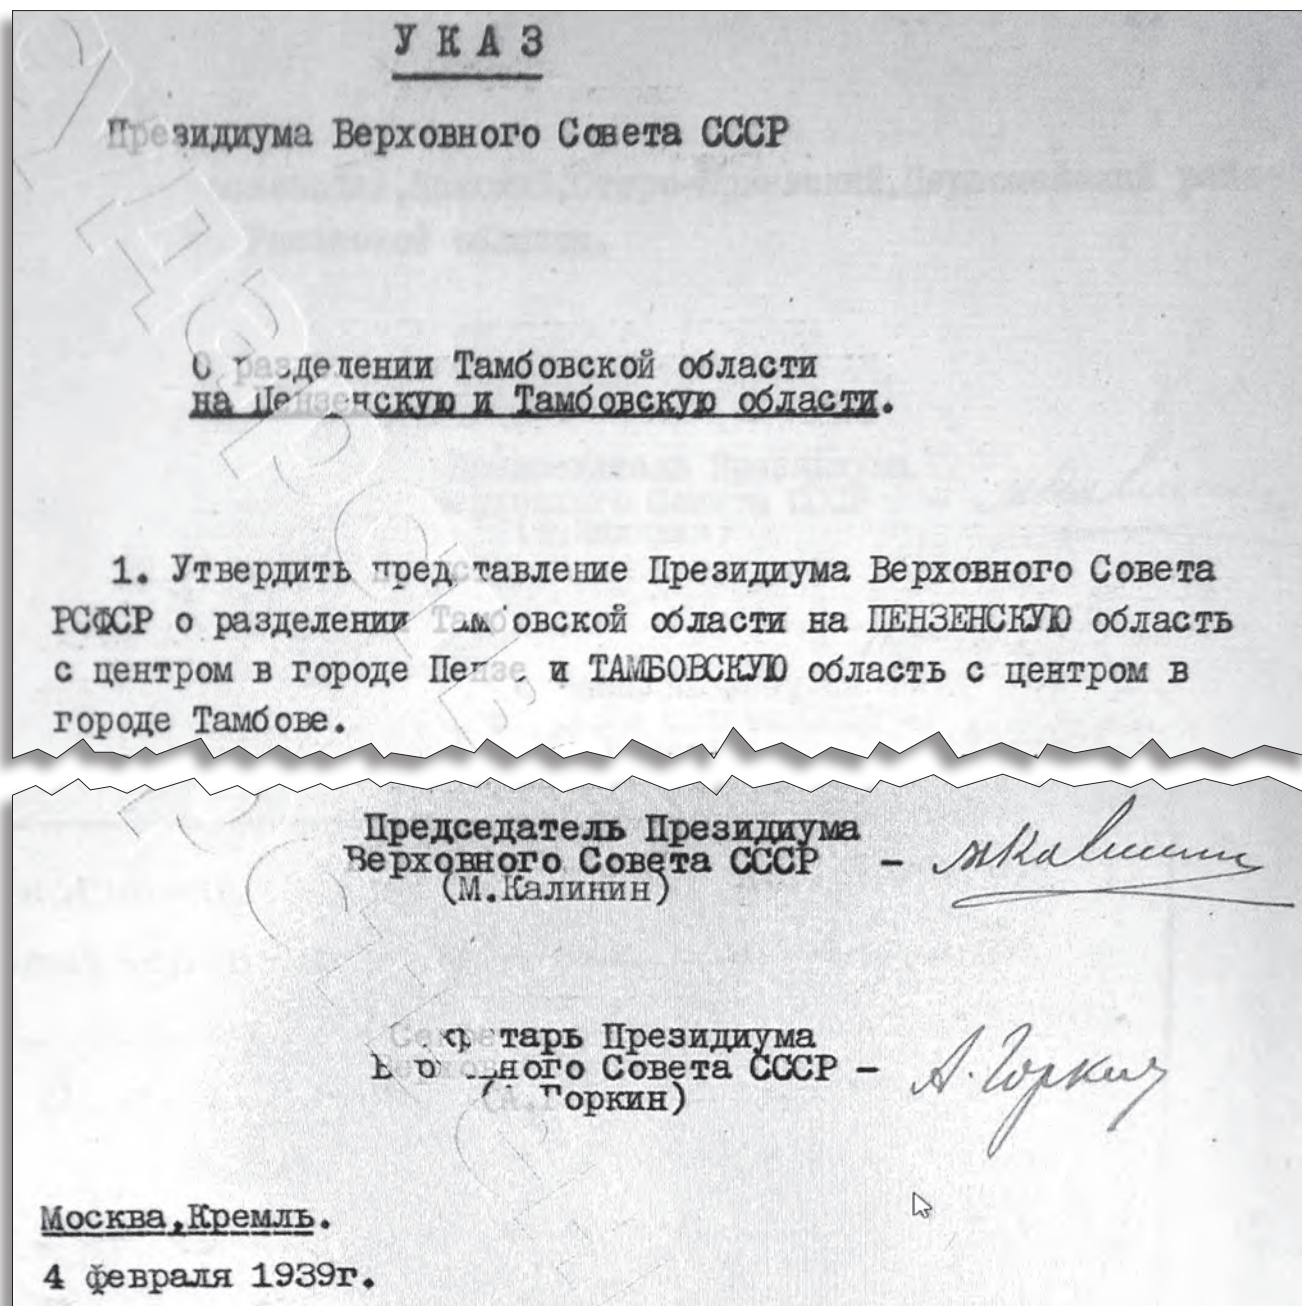 УКАЗ
Президиума Верховного Совета СССР
О разделении Тамбовской области
на Пензенскую и Тамбовскую области.
1. Утвердить представление Президиума Верховного Совета
РСФСР о разделении Тамбовской области на ПЕНЗЕНСКУЮ область
с центром в городе Пензе и ТАМБОВСКУЮ область с центром в
городе Тамбове.
Председатель Президиума
Верховного Совета СССР - мКалинин
(М.Калинин)
Секретарь Президиума
Верховного Совета СССР - А. Горкин
(А.Горкин)
Москва,Кремль.
4 февраля 1939г.